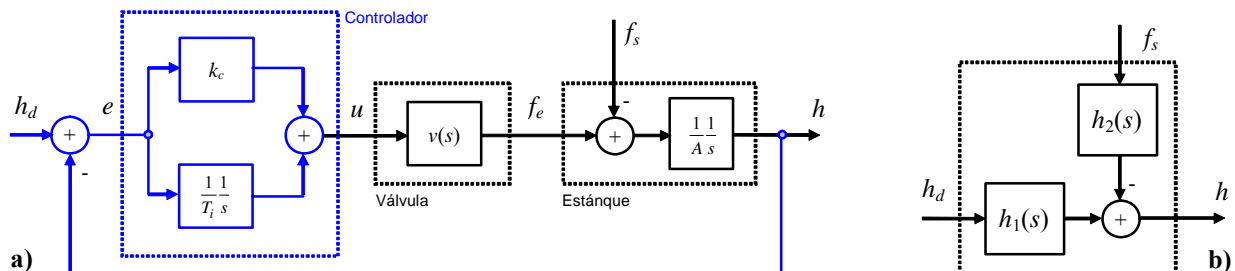 Controlador
f_s
k_c
h_d
+
-
e
+
u
v(s)
f_e
-
+
1 1
A s
h
1 1
T_i s
Válvula
Estánque
a)
f_s
h_2(s)
-
h_d
h_1(s)
+
h
b)